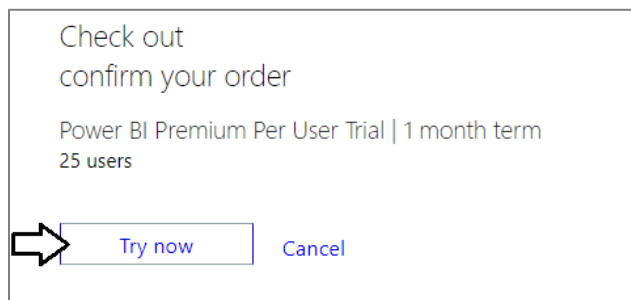 Check out
confirm your order
Power BI Premium Per User Trial | 1 month term
25 users
Try now Cancel